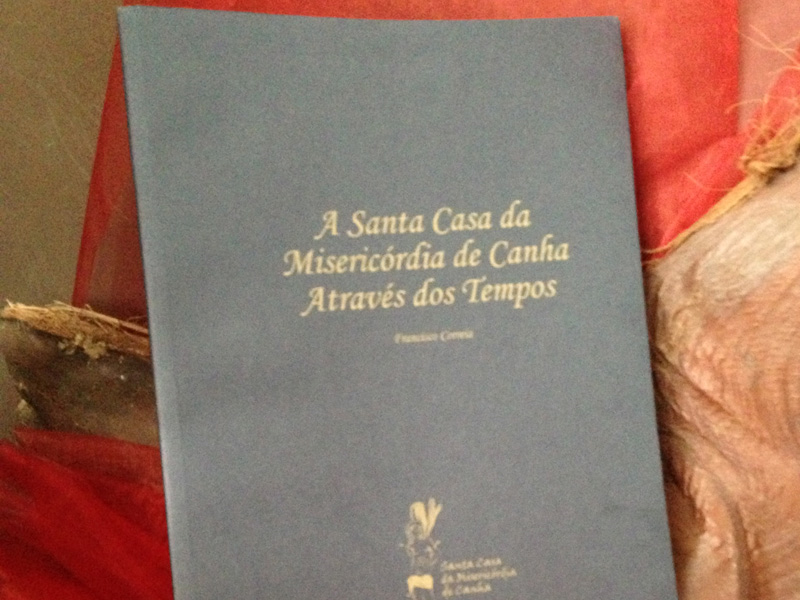 A Santa Casa da
Misericórdia de Canha
Através dos Tempos
Francisco Correia
Santa Casa
da Misericórdia
de Canha